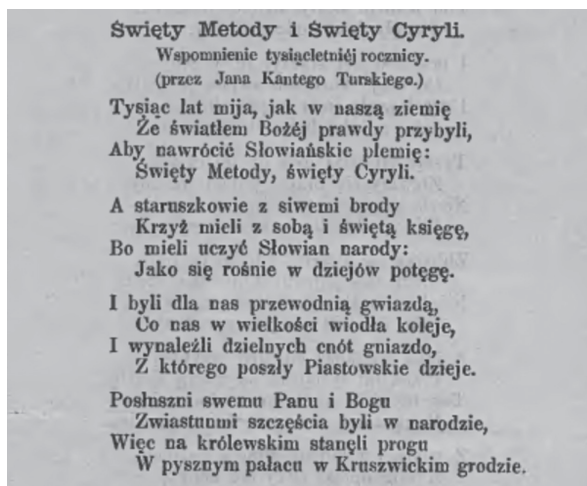 Święty Metody i Święty Cyryli.
Wspomnienie tysiącletniéj rocznicy.
(przez Jana Kantego Turskiego.)
Tysiąc lat mija, jak w naszą ziemię
Że światłem Bożéj prawdy przybyli,
Aby nawrócić Słowiańskie plemię:
Święty Metody, święty Cyryli.
A staruszkowie z siwemi brody
Krzyż mieli z sobą i świętą księgę,
Bo mieli uczyć Słowian narody:
Jako się rośnie w dziejów potęgę.
I byli dla nas przewodnią gwiazdą,
Co nas w wielkości wiodła koleje,
I wynaleźli dzielnych cnót gniazdo,
Z którego poszły Piastowskie dzieje.
Posłuszni swemu Panu i Bogu
Zwiastunmi szczęścia byli w narodzie,
Więc na królewskim stanęli progu
W pysznym pałacu w Kruszwickim grodzie.